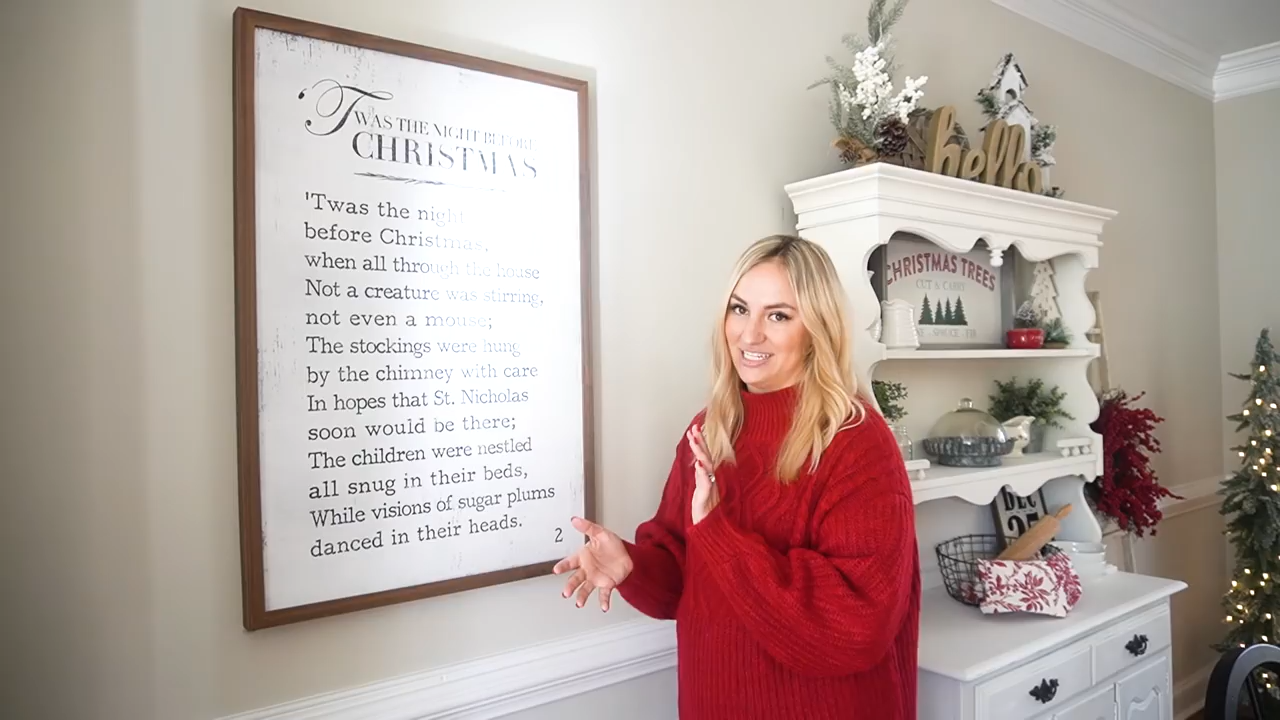 'TWAS THE NIGHT BEFORE
CHRISTMAS
'Twas the night
before Christmas,
when all through the house
Not a creature was stirring,
not even a mouse;
The stockings were hung
by the chimney with care
In hopes that St. Nicholas
soon would be there;
The children were nestled
all snug in their beds,
While visions of sugar plums
danced in their heads.
2
hello
CHRISTMAS TREES
CUT & CARRY
SPRUCE
DEC
25